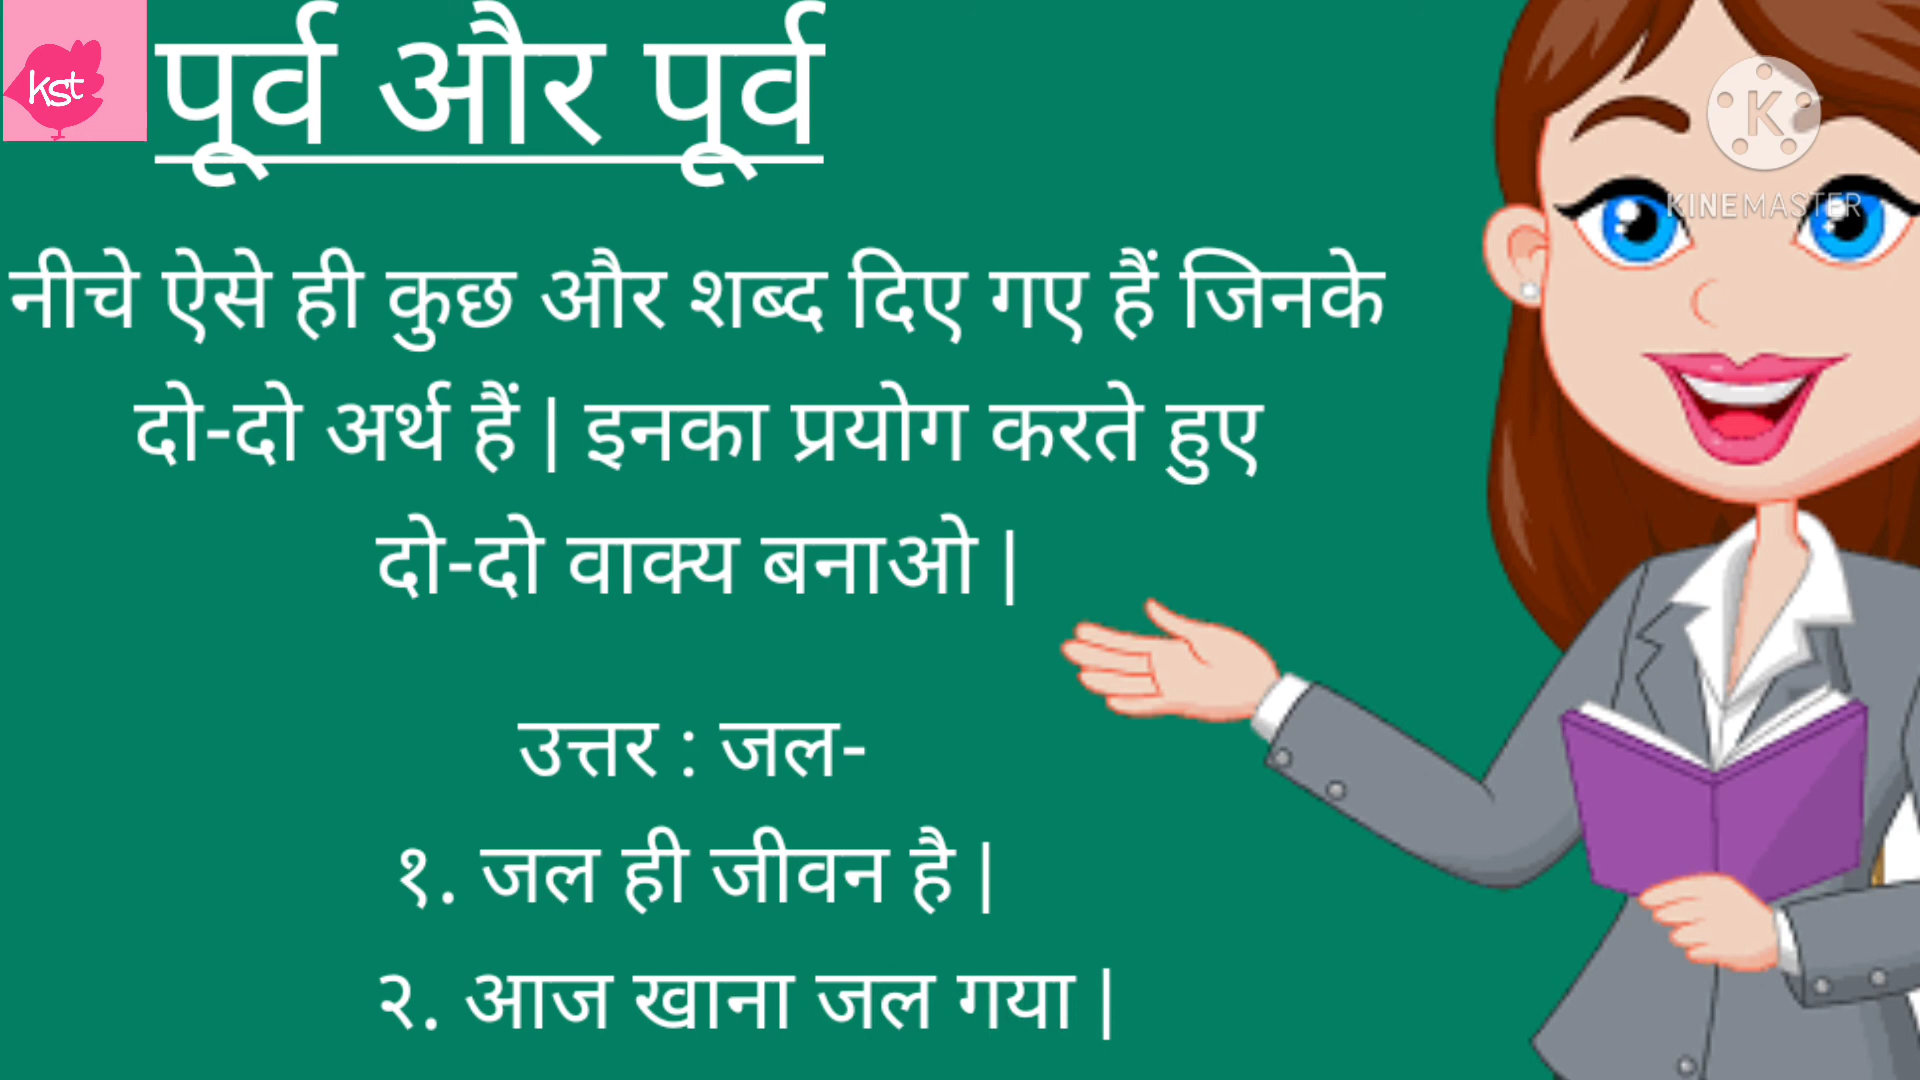 kst
पूर्व और पूर्व
K
KINEMASTER
नीचे ऐसे ही कुछ और शब्द दिए गए हैं जिनके
दो-दो अर्थ हैं | इनका प्रयोग करते हुए
दो-दो वाक्य बनाओ |
उत्तर : जल-
१. जल ही जीवन है |
२. आज खाना जल गया |